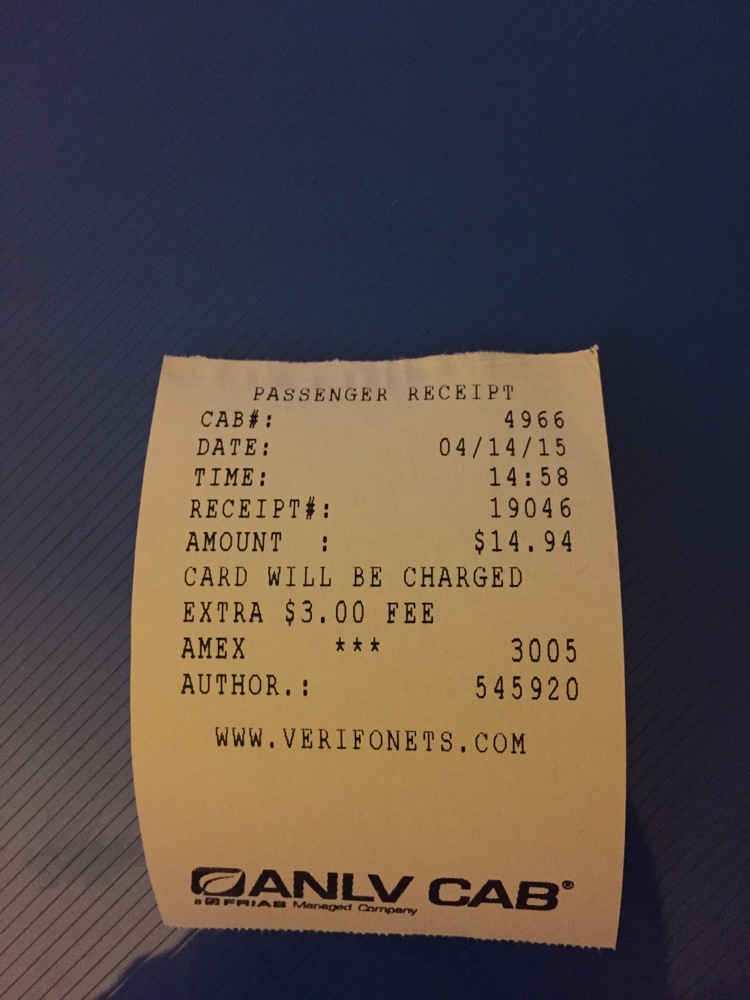 PASSENGER RECEIPT
CAB#: 4966
DATE: 04/14/15
TIME: 14:58
RECEIPT#: 19046
AMOUNT : $14.94
CARD WILL BE CHARGED
EXTRA $3.00 FEE
AMEX *** 3005
AUTHOR.: 545920
WWW.VERIFONETS.COM
ANLV CAB®
a FRIAS Managed Company